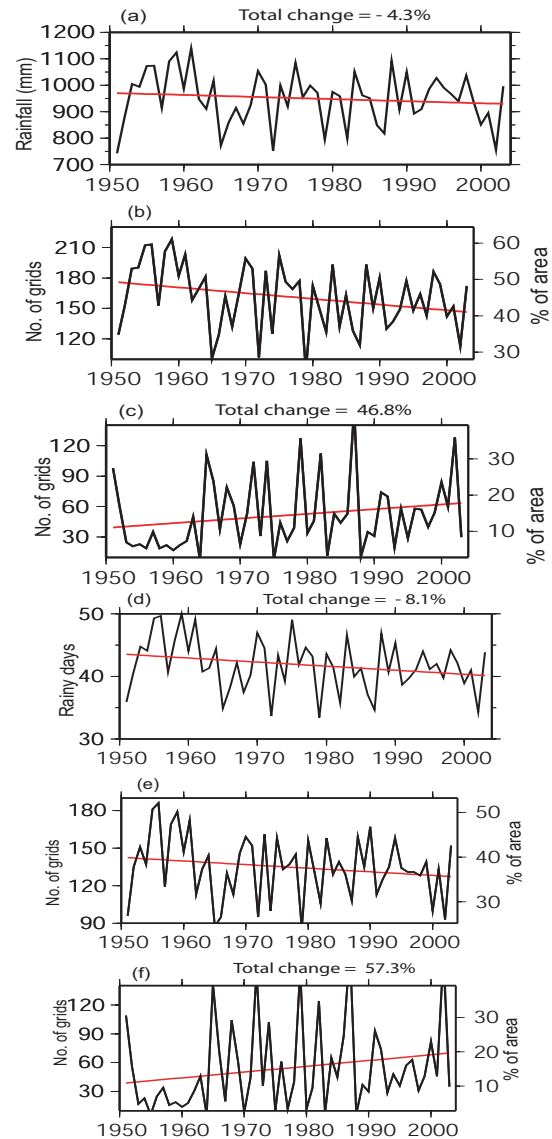 (a) Total change = - 4.3%
1200
1100
1000
900
800
700
Rainfall (mm)
1950 1960 1970 1980 1990 2000
(b)
210
180
150
120
No. of grids
60
50
40
30
% of area
1950 1960 1970 1980 1990 2000
(c) Total change = 46.8%
120
90
60
30
No. of grids
30
20
10
% of area
1950 1960 1970 1980 1990 2000
(d) Total change = - 8.1%
50
40
30
Rainy days
1950 1960 1970 1980 1990 2000
(e)
180
150
120
90
No. of grids
50
40
30
% of area
1950 1960 1970 1980 1990 2000
(f) Total change = 57.3%
120
90
60
30
No. of grids
30
20
10
% of area
1950 1960 1970 1980 1990 2000